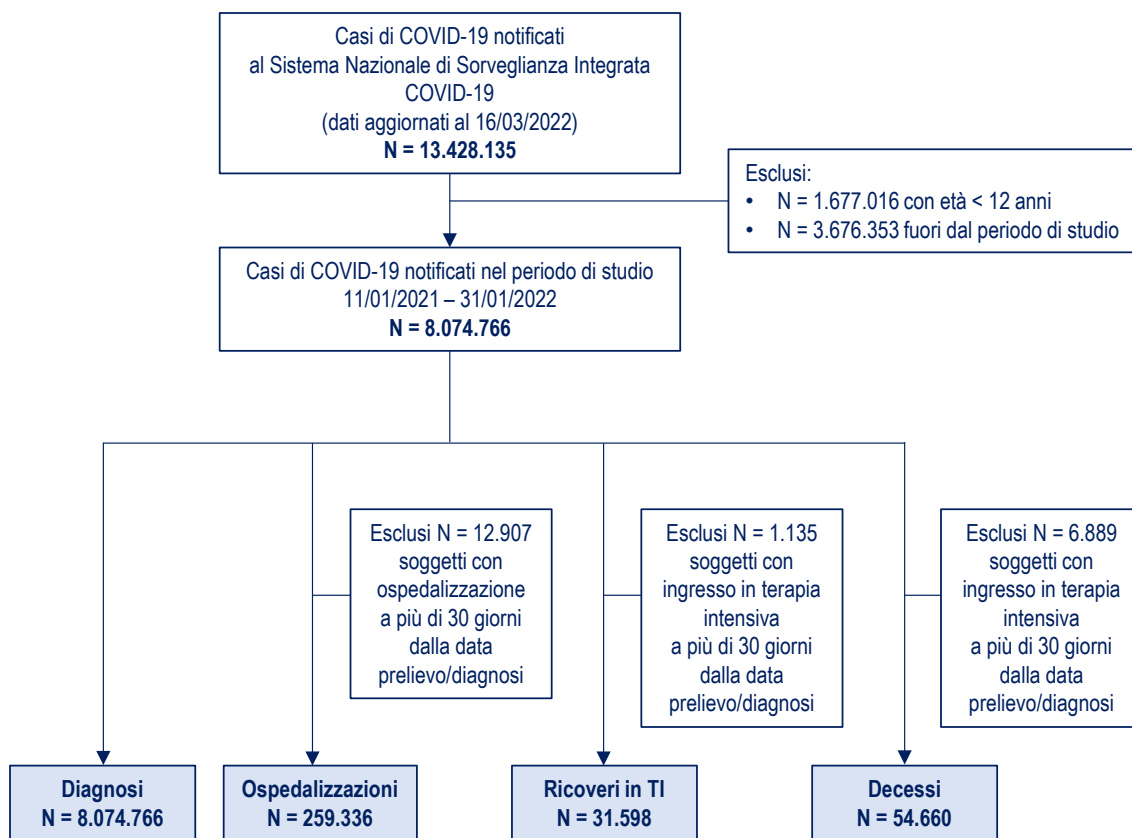 Casi di COVID-19 notificati
al Sistema Nazionale di Sorveglianza Integrata
COVID-19
(dati aggiornati al 16/03/2022)
N = 13.428.135
Esclusi:
• N = 1.677.016 con età < 12 anni
• N = 3.676.353 fuori dal periodo di studio
Casi di COVID-19 notificati nel periodo di studio
11/01/2021 – 31/01/2022
N = 8.074.766
Esclusi N = 12.907
soggetti con
ospedalizzazione
a più di 30 giorni
dalla data
prelievo/diagnosi
Esclusi N = 1.135
soggetti con
ingresso in terapia
intensiva
a più di 30 giorni
dalla data
prelievo/diagnosi
Esclusi N = 6.889
soggetti con
ingresso in terapia
intensiva
a più di 30 giorni
dalla data
prelievo/diagnosi
Diagnosi
N = 8.074.766
Ospedalizzazioni
N = 259.336
Ricoveri in TI
N = 31.598
Decessi
N = 54.660